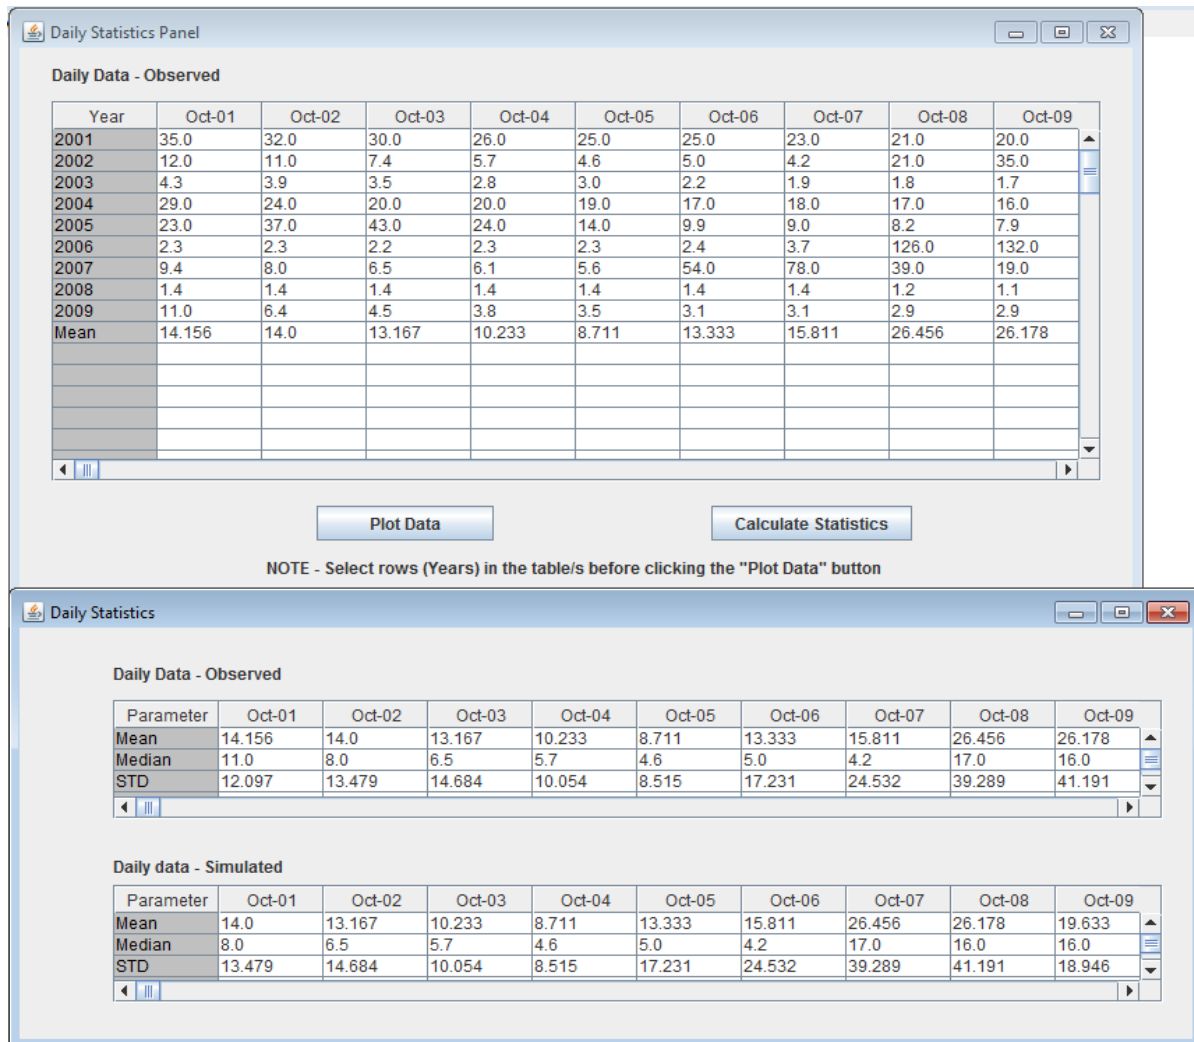 Daily Statistics Panel
Daily Data - Observed
Year Oct-01 Oct-02 Oct-03 Oct-04 Oct-05 Oct-06 Oct-07 Oct-08 Oct-09
2001 35.0 32.0 30.0 26.0 25.0 25.0 23.0 21.0 20.0
2002 12.0 11.0 7.4 5.7 4.6 5.0 4.2 21.0 35.0
2003 4.3 3.9 3.5 2.8 3.0 2.2 1.9 1.8 1.7
2004 29.0 24.0 20.0 20.0 19.0 17.0 18.0 17.0 16.0
2005 23.0 37.0 43.0 24.0 14.0 9.9 9.0 8.2 7.9
2006 2.3 2.3 2.2 2.3 2.3 2.4 3.7 126.0 132.0
2007 9.4 8.0 6.5 6.1 5.6 54.0 78.0 39.0 19.0
2008 1.4 1.4 1.4 1.4 1.4 1.4 1.4 1.2 1.1
2009 11.0 6.4 4.5 3.8 3.5 3.1 3.1 2.9 2.9
Mean 14.156 14.0 13.167 10.233 8.711 13.333 15.811 26.456 26.178
Plot Data Calculate Statistics
NOTE - Select rows (Years) in the table/s before clicking the "Plot Data" button
Daily Statistics
Daily Data - Observed
Parameter Oct-01 Oct-02 Oct-03 Oct-04 Oct-05 Oct-06 Oct-07 Oct-08 Oct-09
Mean 14.156 14.0 13.167 10.233 8.711 13.333 15.811 26.456 26.178
Median 11.0 8.0 6.5 5.7 4.6 5.0 4.2 17.0 16.0
STD 12.097 13.479 14.684 10.054 8.515 17.231 24.532 39.289 41.191
Daily data - Simulated
Parameter Oct-01 Oct-02 Oct-03 Oct-04 Oct-05 Oct-06 Oct-07 Oct-08 Oct-09
Mean 14.0 13.167 10.233 8.711 13.333 15.811 26.456 26.178 19.633
Median 8.0 6.5 5.7 4.6 5.0 4.2 17.0 16.0 16.0
STD 13.479 14.684 10.054 8.515 17.231 24.532 39.289 41.191 18.946